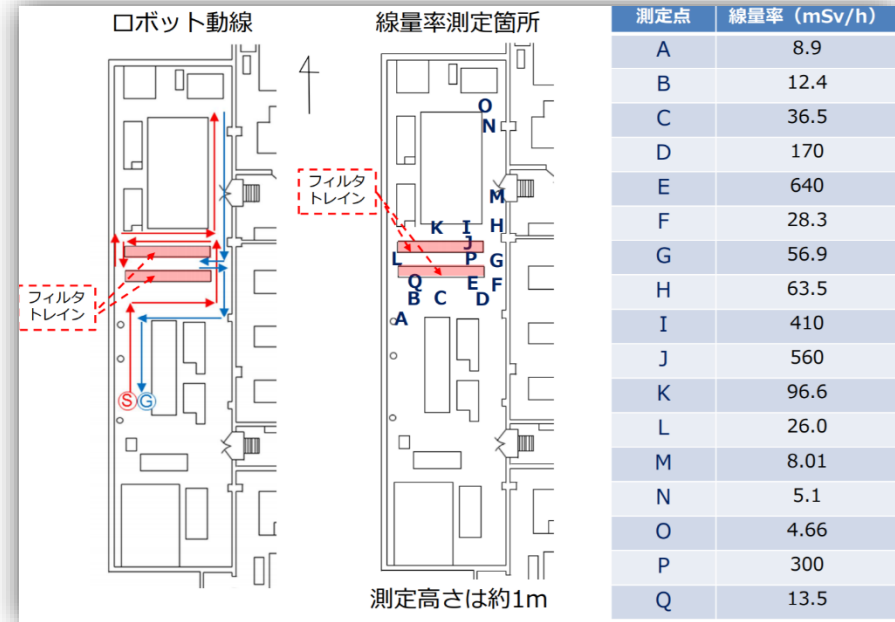 ロボット動線
線量率測定箇所
フィルタ
トレイン
S G
フィルタ
トレイン
O
N
M
K I H
J
L P G
Q E F
B C D
A
測定高さは約1m
測定点 線量率（mSv/h）
A 8.9
B 12.4
C 36.5
D 170
E 640
F 28.3
G 56.9
H 63.5
I 410
J 560
K 96.6
L 26.0
M 8.01
N 5.1
O 4.66
P 300
Q 13.5